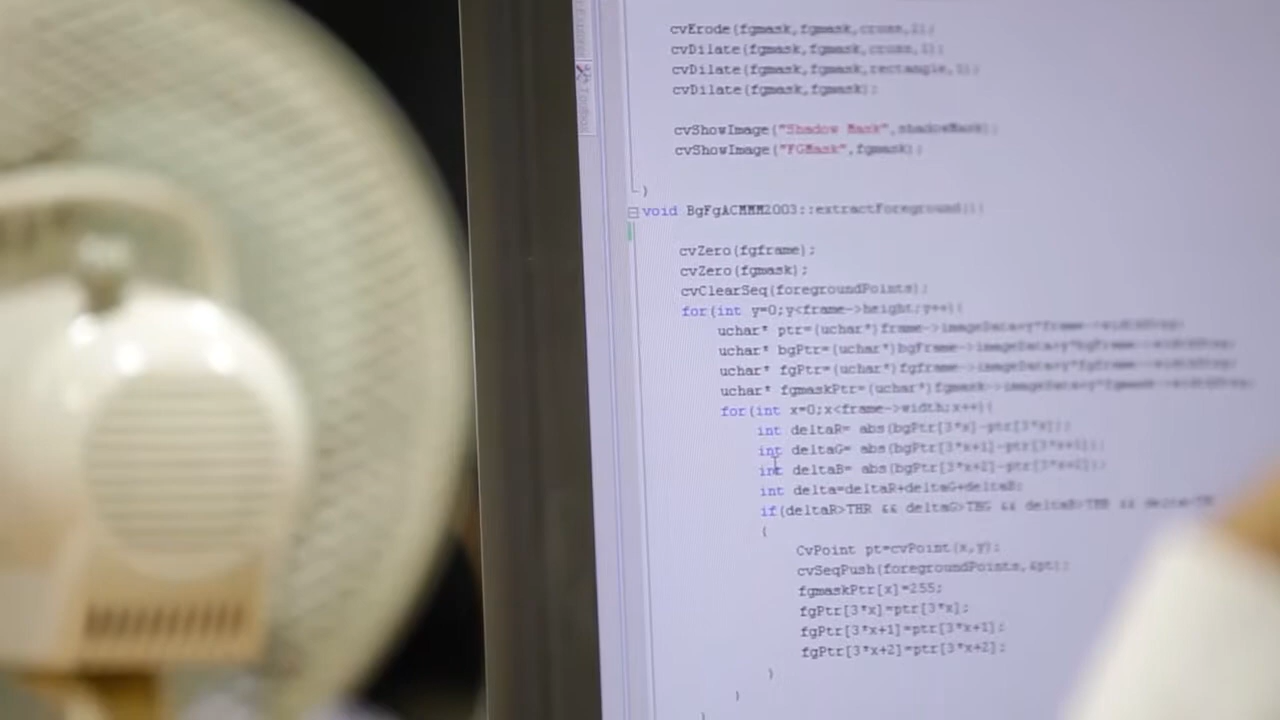 cvErode(fgmask,fgmask,cross,2);
cvDilate(fgmask,fgmask,cross,1);
cvDilate(fgmask,fgmask,rectangle,1);
cvDilate(fgmask,fgmask);
cvShowImage("Shadow Mask",shadowMask);
cvShowImage("FGMask",fgmask);
}
void BgFgACMMM2003::extractForeground(){
cvZero(fgframe);
cvZero(fgmask);
cvClearSeq(foregroundPoints);
for(int y=0;y<frame->height;y++){
uchar* ptr=(uchar*)frame->imageData+y*frame->widthStep;
uchar* bgPtr=(uchar*)bgFrame->imageData+y*bgFrame->widthStep;
uchar* fgPtr=(uchar*)fgframe->imageData+y*fgframe->widthStep;
uchar* fgmaskPtr=(uchar*)fgmask->imageData+y*fgmask->widthStep;
for(int x=0;x<frame->width;x++){
int deltaR= abs(bgPtr[3*x]-ptr[3*x]);
int deltaG= abs(bgPtr[3*x+1]-ptr[3*x+1]);
int deltaB= abs(bgPtr[3*x+2]-ptr[3*x+2]);
int delta=deltaR+deltaG+deltaB;
if(deltaR>THR && deltaG>THG && deltaB>THB && delta>TH
{
CvPoint pt=cvPoint(x,y);
cvSeqPush(foregroundPoints,&pt);
fgmaskPtr[x]=255;
fgPtr[3*x]=ptr[3*x];
fgPtr[3*x+1]=ptr[3*x+1];
fgPtr[3*x+2]=ptr[3*x+2];
}
}
}